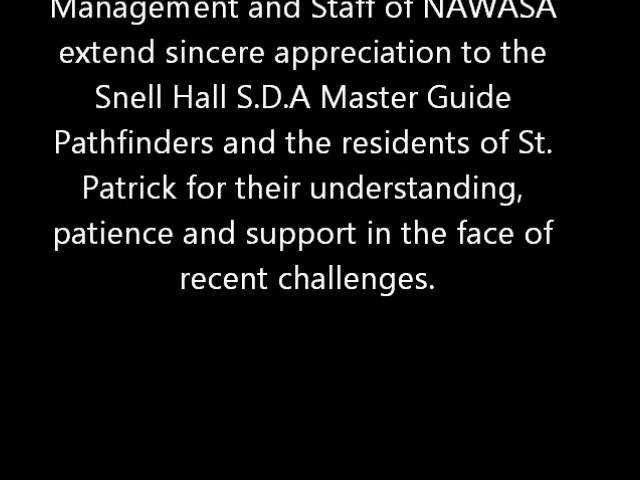 Management and Staff of NAWASA
extend sincere appreciation to the
Snell Hall S.D.A Master Guide
Pathfinders and the residents of St.
Patrick for their understanding,
patience and support in the face of
recent challenges.